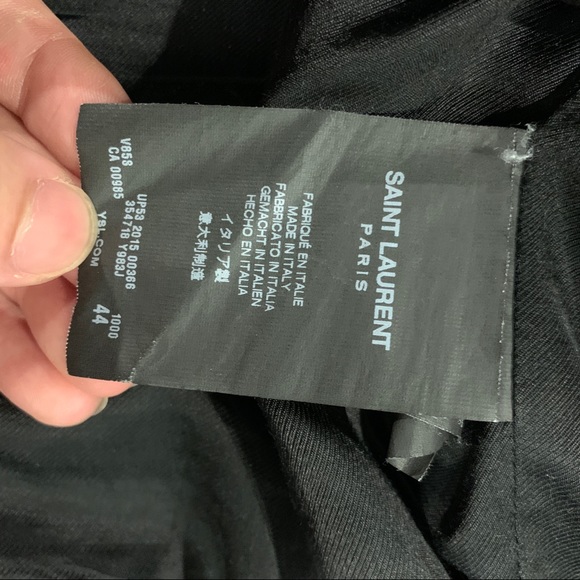 SAINT LAURENT
PARIS
FABRIQUÉ EN ITALIE
MADE IN ITALY
FABBRICATO IN ITALIA
GEMACHT IN ITALIEN
HECHO EN ITALIA
イタリア製
意大利制造
V858 UP53 2015 00366 1000
CA 00985 354718 Y983J 44
YSL.COM